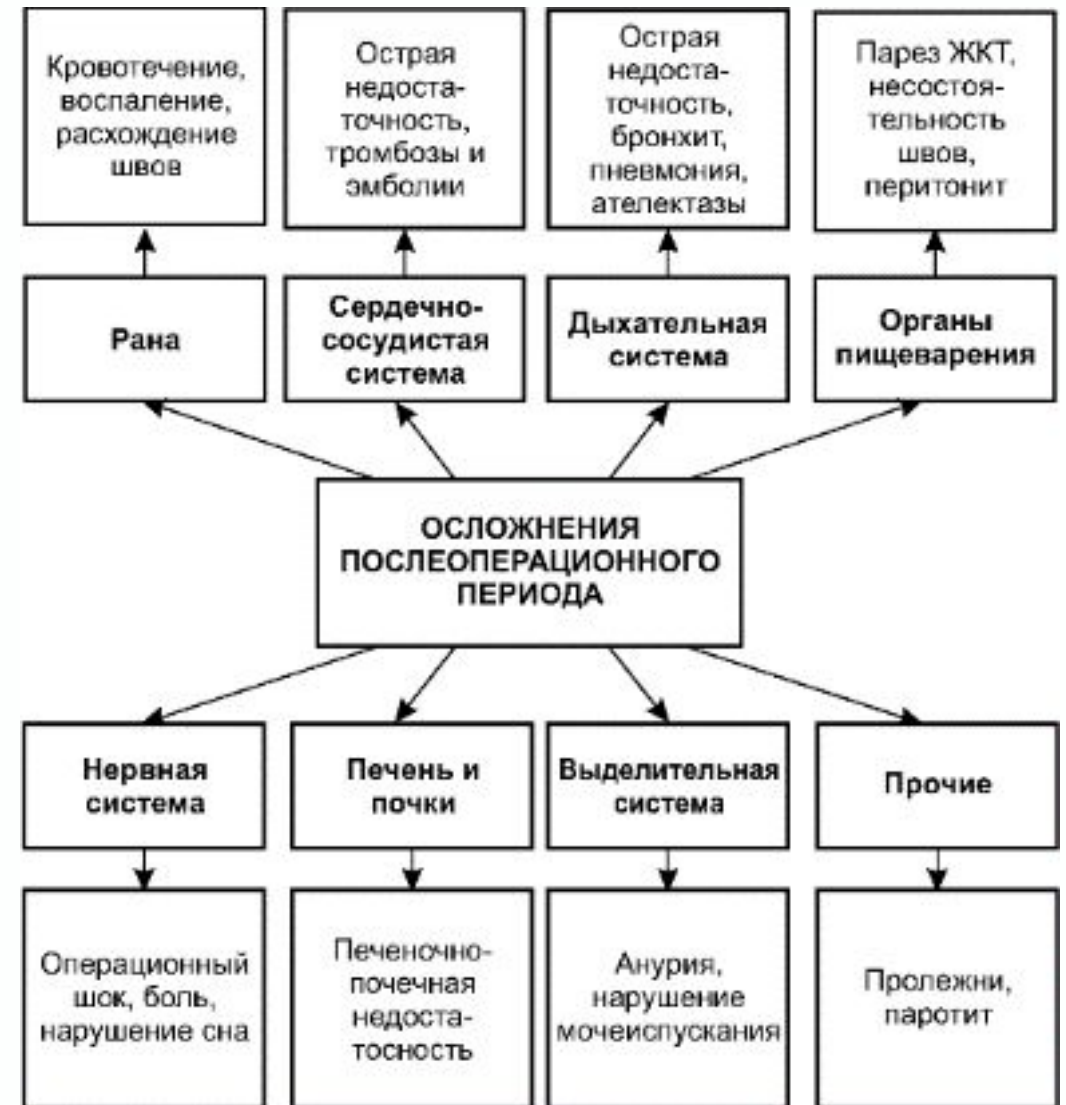 Кровотечение,
воспаление,
расхождение
швов
Острая
недоста-
точность,
тромбозы и
эмболии
Острая
недоста-
точность,
бронхит,
пневмония,
ателектазы
Парез ЖКТ,
несостоя-
тельность
швов,
перитонит
Рана
Сердечно-
сосудистая
система
Дыхательная
система
Органы
пищеварения
ОСЛОЖНЕНИЯ
ПОСЛЕОПЕРАЦИОННОГО
ПЕРИОДА
Нервная
система
Печень и
почки
Выделительная
система
Прочие
Операционный
шок, боль,
нарушение сна
Печеночно-
почечная
недоста-
тосность
Анурия,
нарушение
мочеиспускания
Пролежни,
паротит